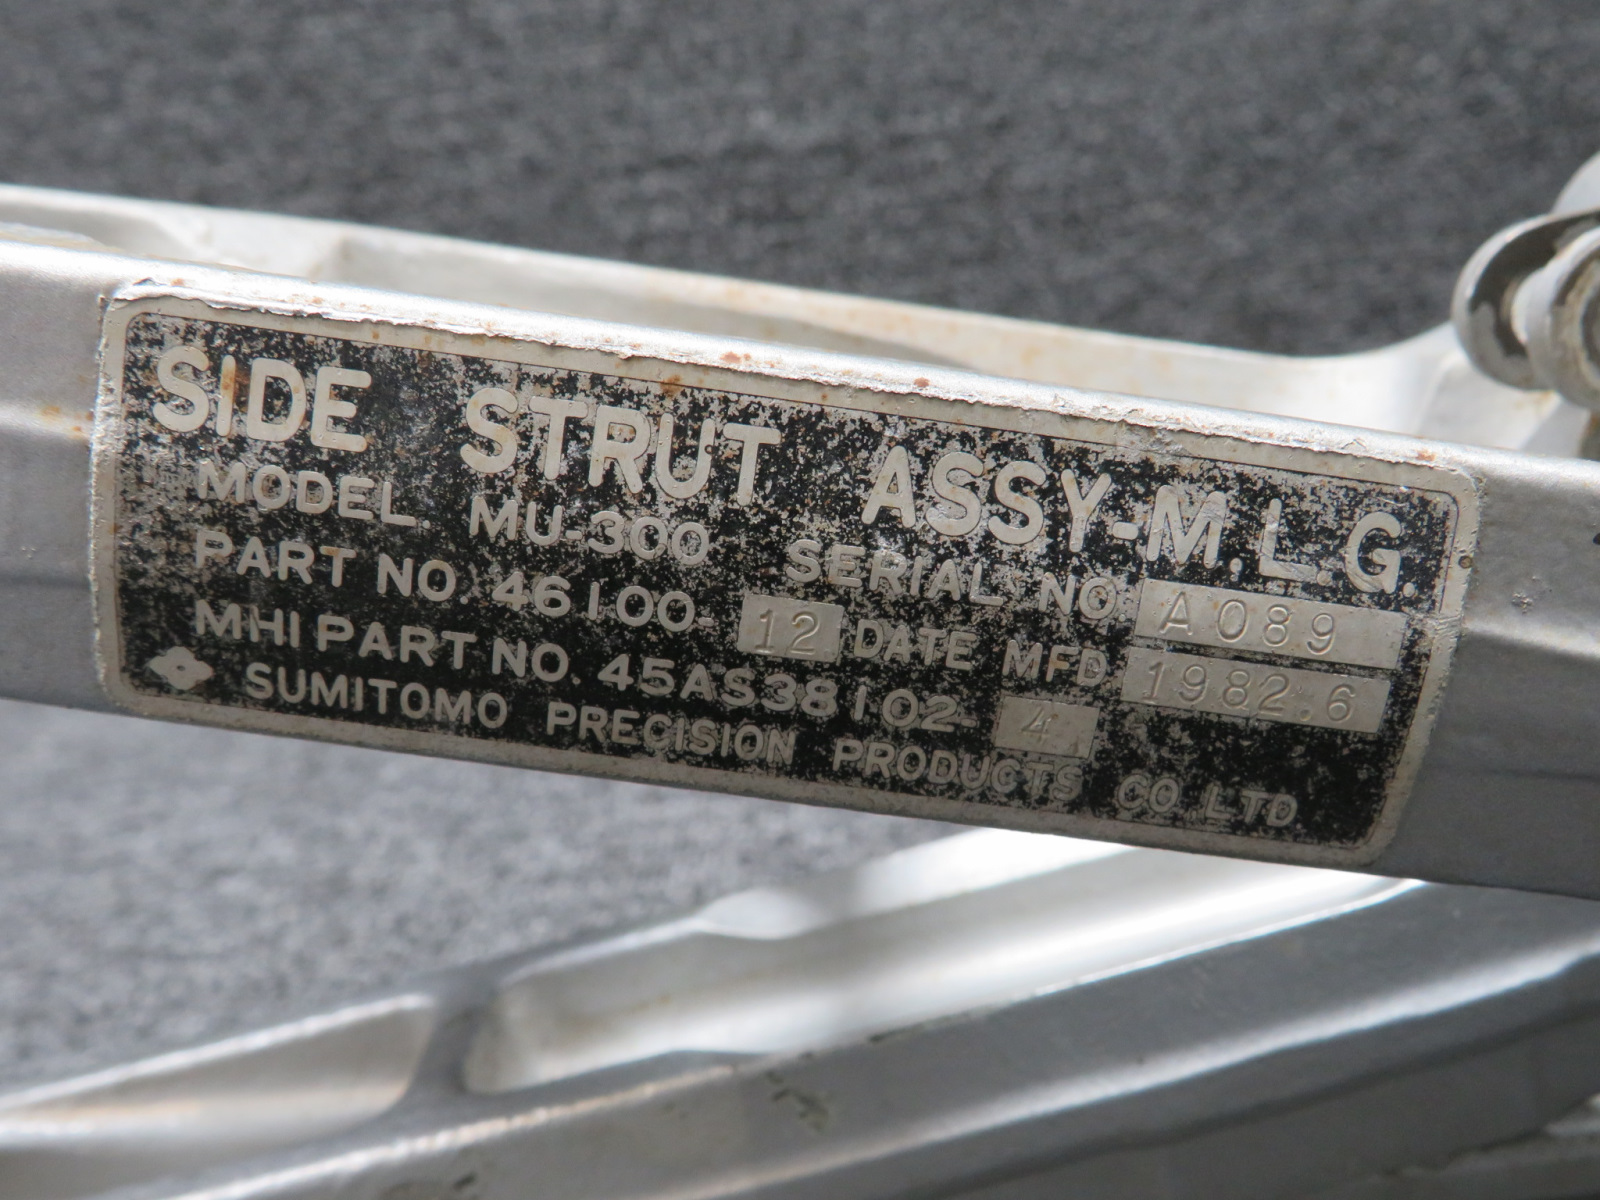 SIDE STRUT ASSY-M.L.G.
MODEL. MU-300 SERIAL NO. A089
PART NO. 46100-12 DATE MFD. 1982.6
MHI PART NO. 45AS38102-4
SUMITOMO PRECISION PRODUCTS CO.,LTD